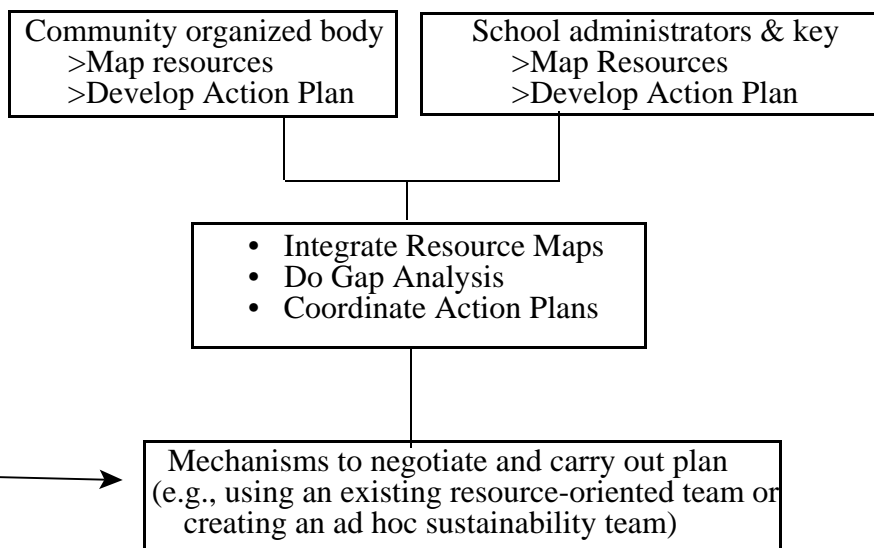 Community organized body
>Map resources
>Develop Action Plan
School administrators & key
>Map Resources
>Develop Action Plan
• Integrate Resource Maps
• Do Gap Analysis
• Coordinate Action Plans
Mechanisms to negotiate and carry out plan
(e.g., using an existing resource-oriented team or
creating an ad hoc sustainability team)